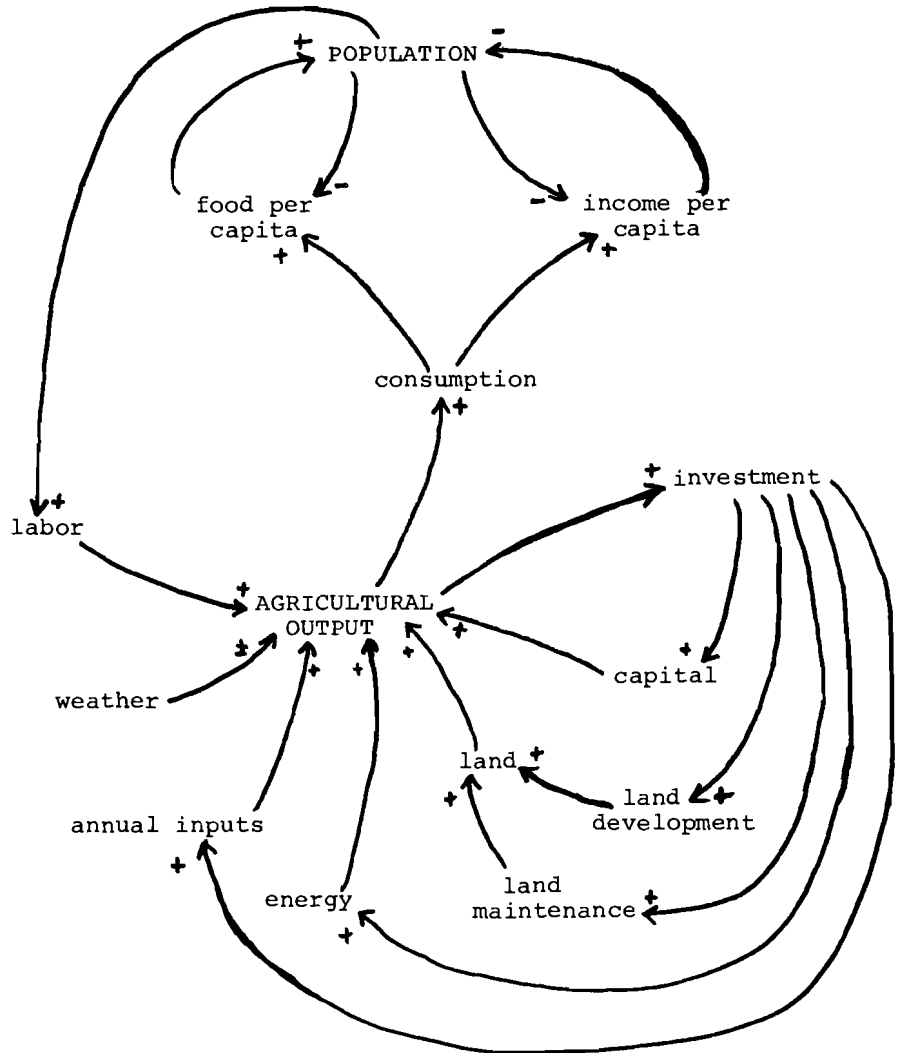 + POPULATION -
food per - - income per
capita capita
+ +
consumption
+
+ investment
+
labor
+
AGRICULTURAL
OUTPUT +
± + + +
+ capital
weather
land +
+ land +
annual inputs development
+
land +
energy maintenance
+